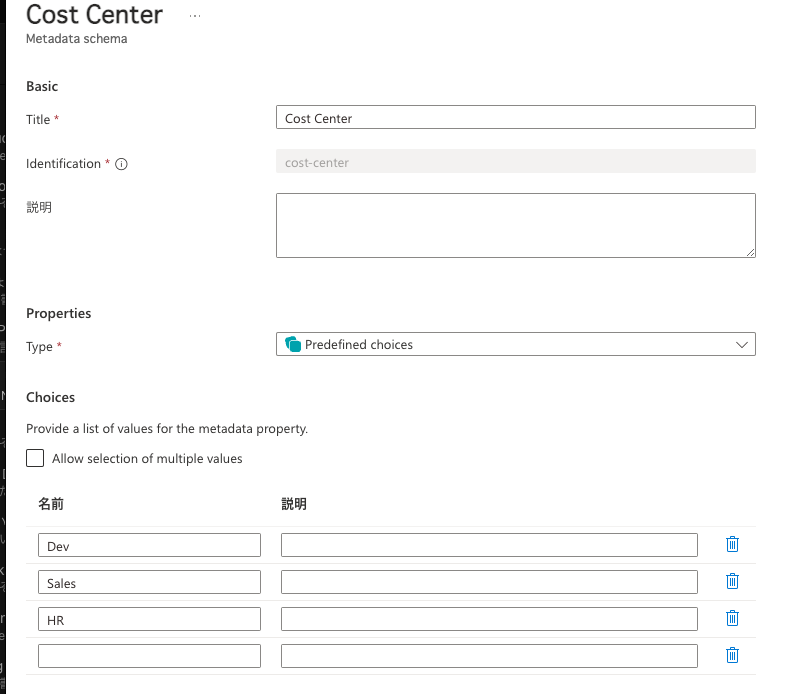 Cost Center ...
Metadata schema
Basic
Title *
Cost Center
Identification *
cost-center
説明
Properties
Type *
Predefined choices
Choices
Provide a list of values for the metadata property.
Allow selection of multiple values
名前 説明
Dev
Sales
HR